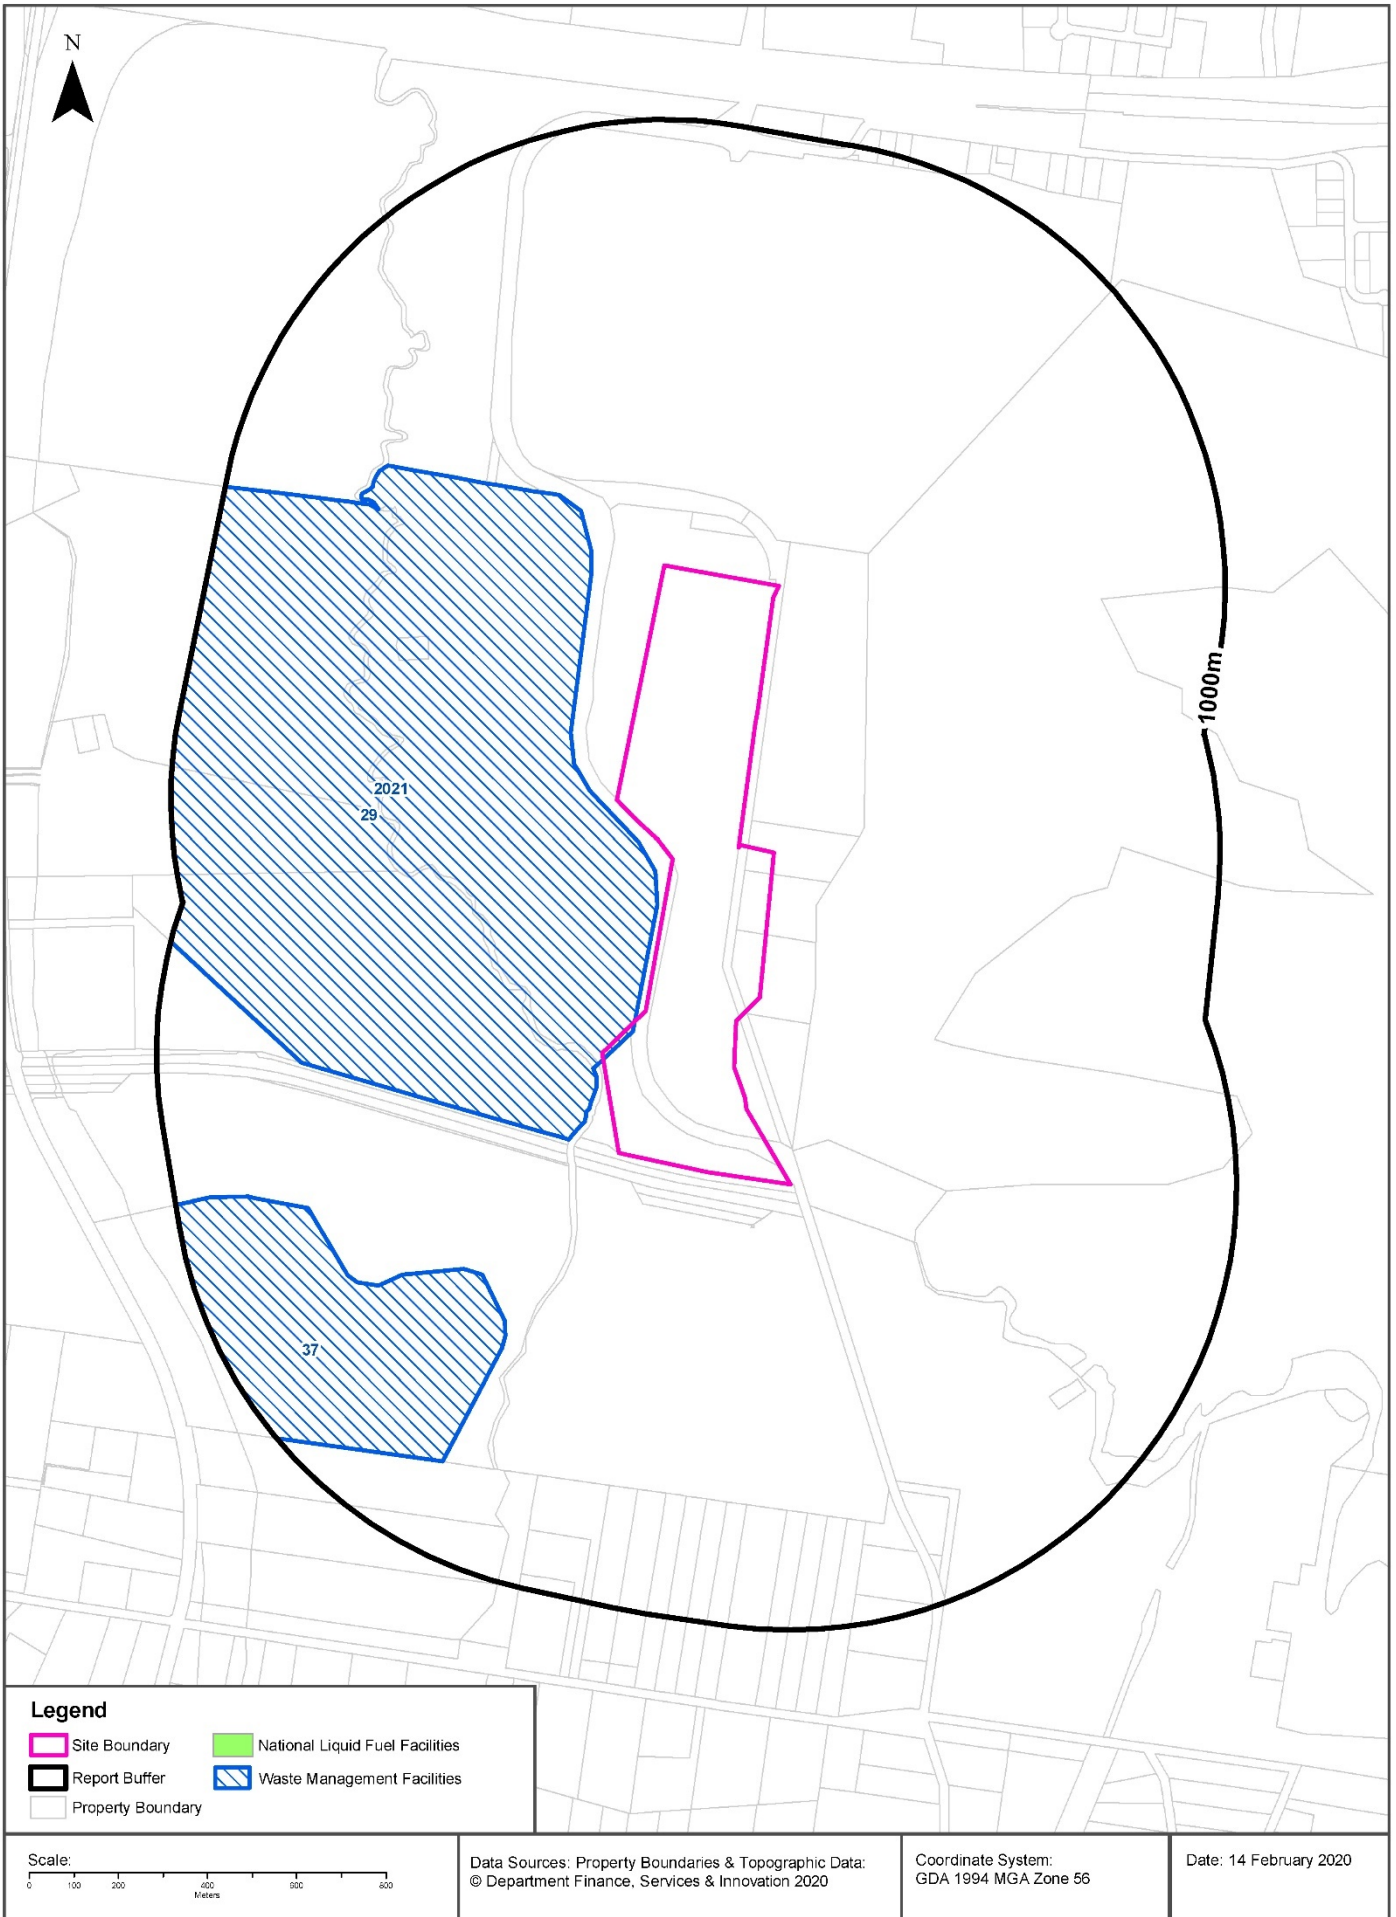 N
1000m
2021
29
37
Legend
Site Boundary
National Liquid Fuel Facilities
Report Buffer
Waste Management Facilities
Property Boundary
Scale:
0 100 200 400 600 800
Meters
Data Sources: Property Boundaries & Topographic Data:
© Department Finance, Services & Innovation 2020
Coordinate System:
GDA 1994 MGA Zone 56
Date: 14 February 2020